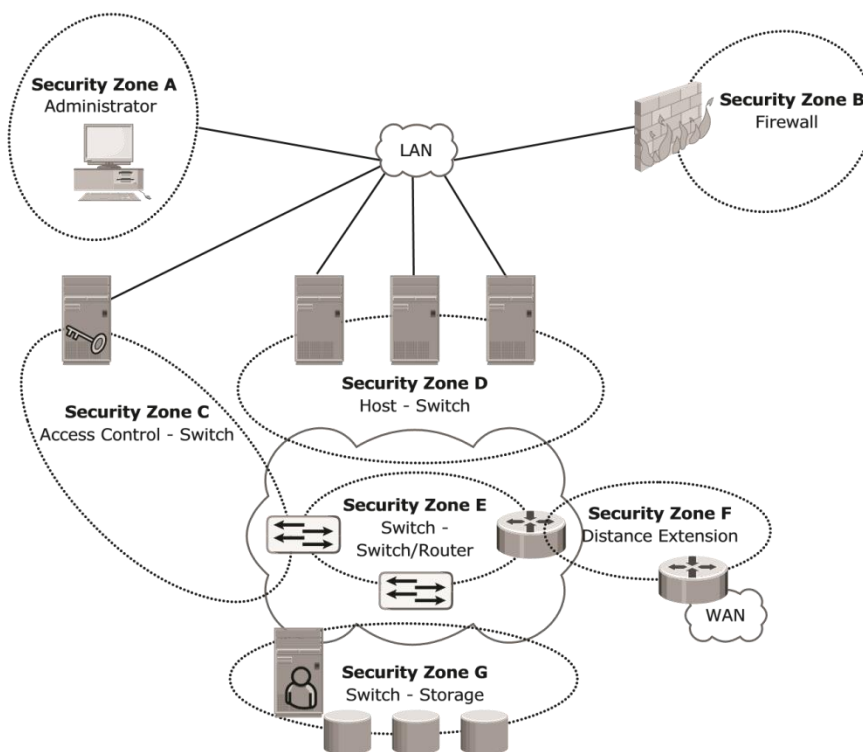 Security Zone A
Administrator
Security Zone B
Firewall
LAN
Security Zone C
Access Control - Switch
Security Zone D
Host - Switch
Security Zone E
Switch -
Switch/Router
Security Zone F
Distance Extension
WAN
Security Zone G
Switch - Storage